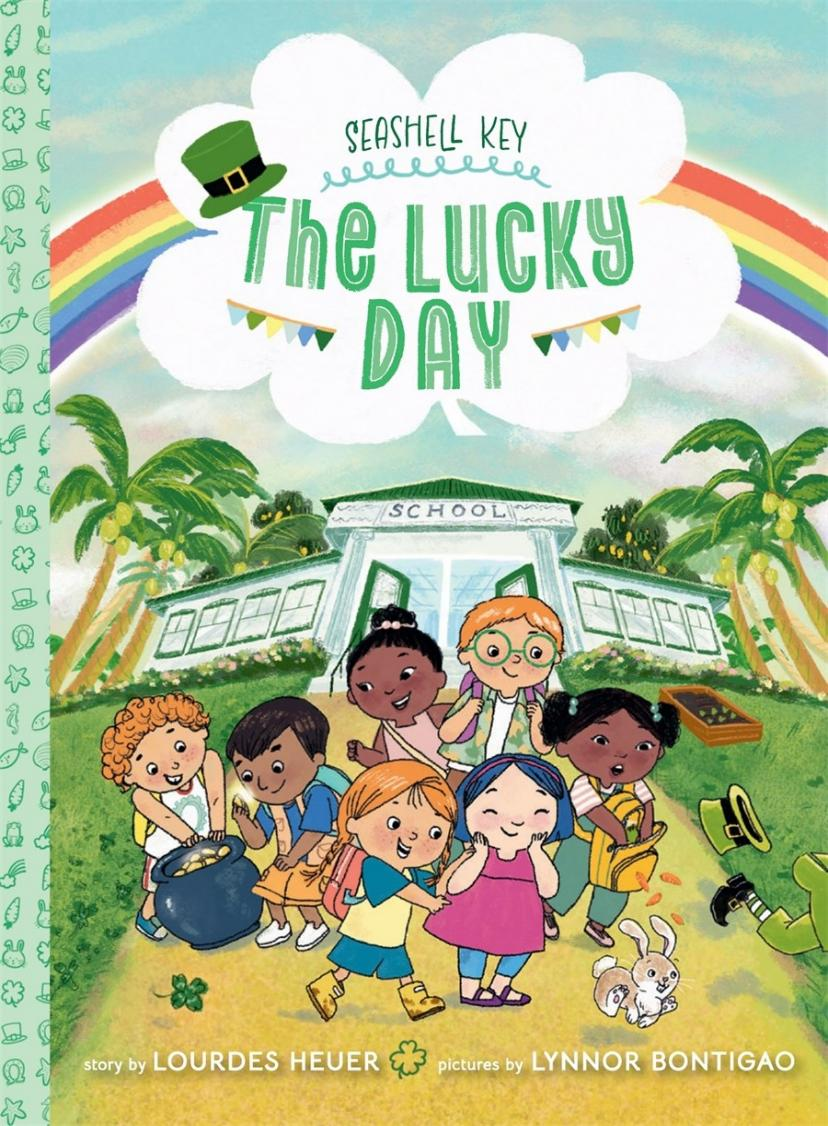 SEASHELL KEY
The LUCKY
DAY
SCHOOL
story by LOURDES HEUER pictures by LYNNOR BONTIGAO